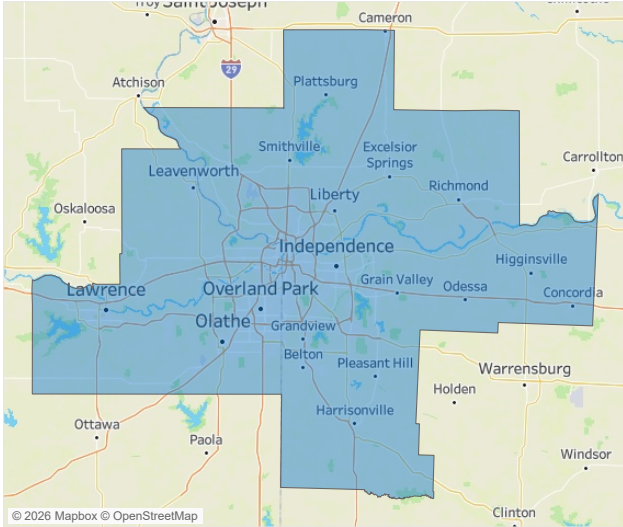 Troy
Saint Joseph
Cameron
29
Atchison
Plattsburg
Smithville
Excelsior
Springs
Carrollton
Leavenworth
Richmond
Liberty
Oskaloosa
Independence
Higginsville
Lawrence
Overland Park
Grain Valley
Odessa
Concordia
Olathe
Grandview
Belton
Pleasant Hill
Warrensburg
Holden
Harrisonville
Ottawa
Paola
Windsor
Clinton
© 2026 Mapbox © OpenStreetMap